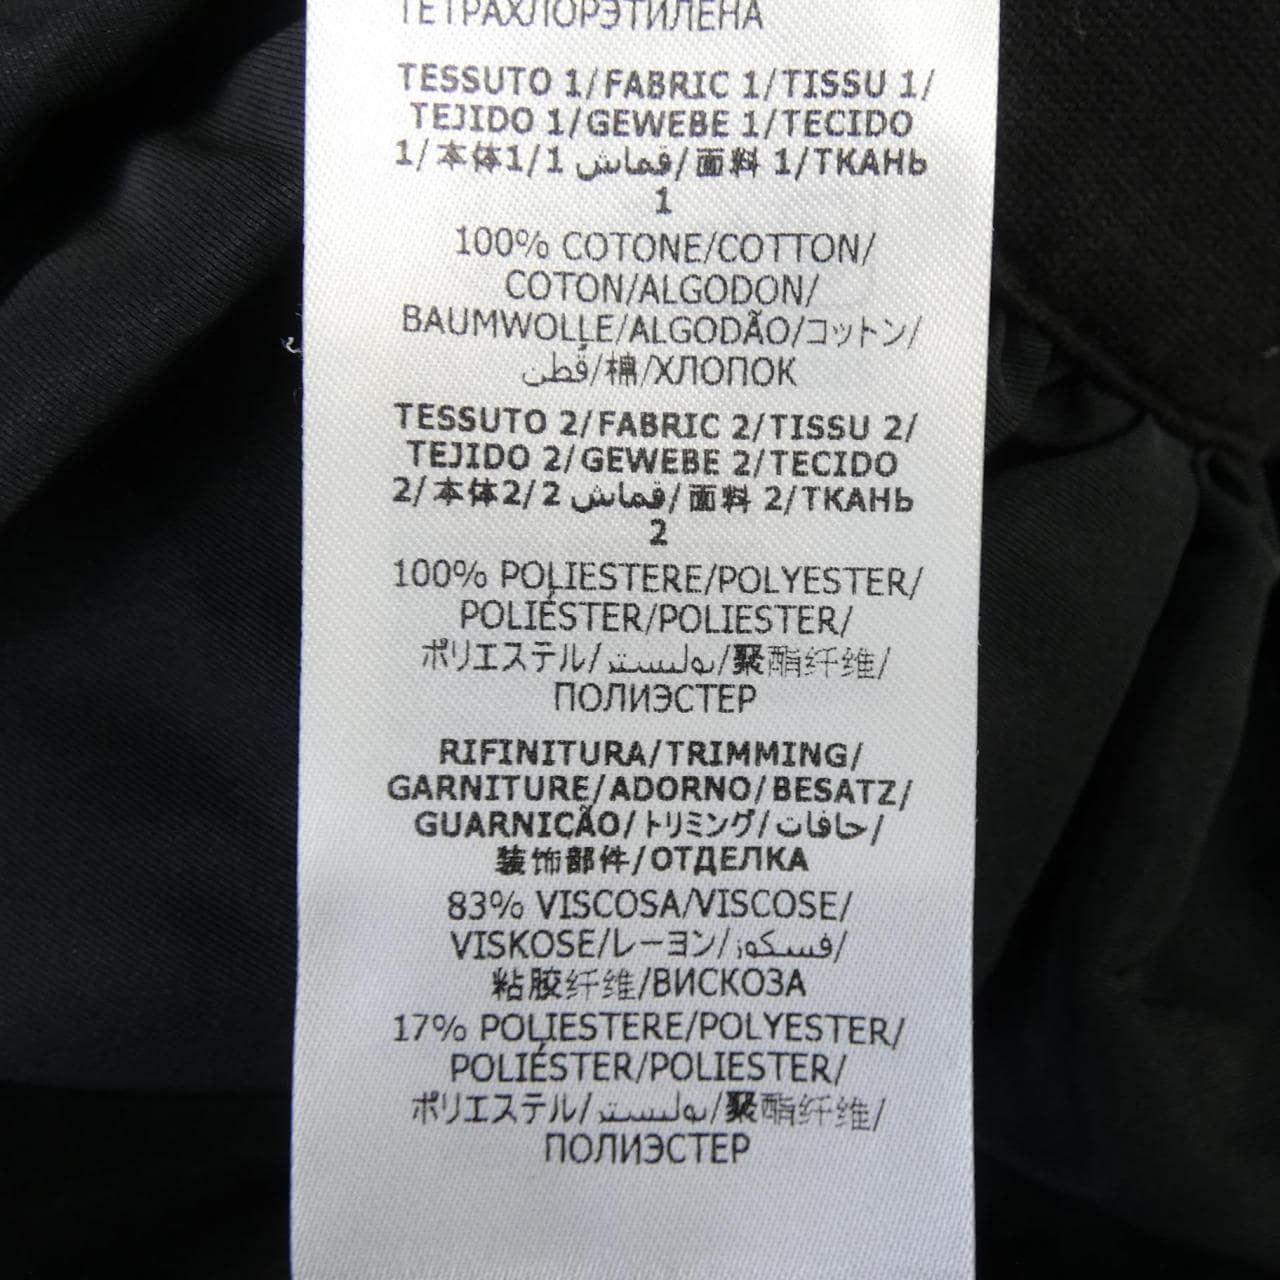 ТЕТРАХЛОРЭТИЛЕНА
TESSUTO 1/FABRIC 1/TISSU 1/
TEJIDO 1/GEWEBE 1/TECIDO
1/本体1/1 قماش/面料 1/ТКАНЬ
1
100% COTONE/COTTON/
COTON/ALGODON/
BAUMWOLLE/ALGODÃO/コットン/
قطن/棉/ХЛОПОК
TESSUTO 2/FABRIC 2/TISSU 2/
TEJIDO 2/GEWEBE 2/TECIDO
2/本体2/2 قماش/面料 2/ТКАНЬ
2
100% POLIESTERE/POLYESTER/
POLIÉSTER/POLIESTER/
ポリエステル/بوليستر/聚酯纤维/
ПОЛИЭСТЕР
RIFINITURA/TRIMMING/
GARNITURE/ADORNO/BESATZ/
GUARNIÇÃO/トリミング/حافات/
装饰部件/ОТДЕЛКА
83% VISCOSA/VISCOSE/
VISKOSE/レーヨン/فسكوز/
粘胶纤维/ВИСКОЗА
17% POLIESTERE/POLYESTER/
POLIÉSTER/POLIESTER/
ポリエステル/بوليستر/聚酯纤维/
ПОЛИЭСТЕР